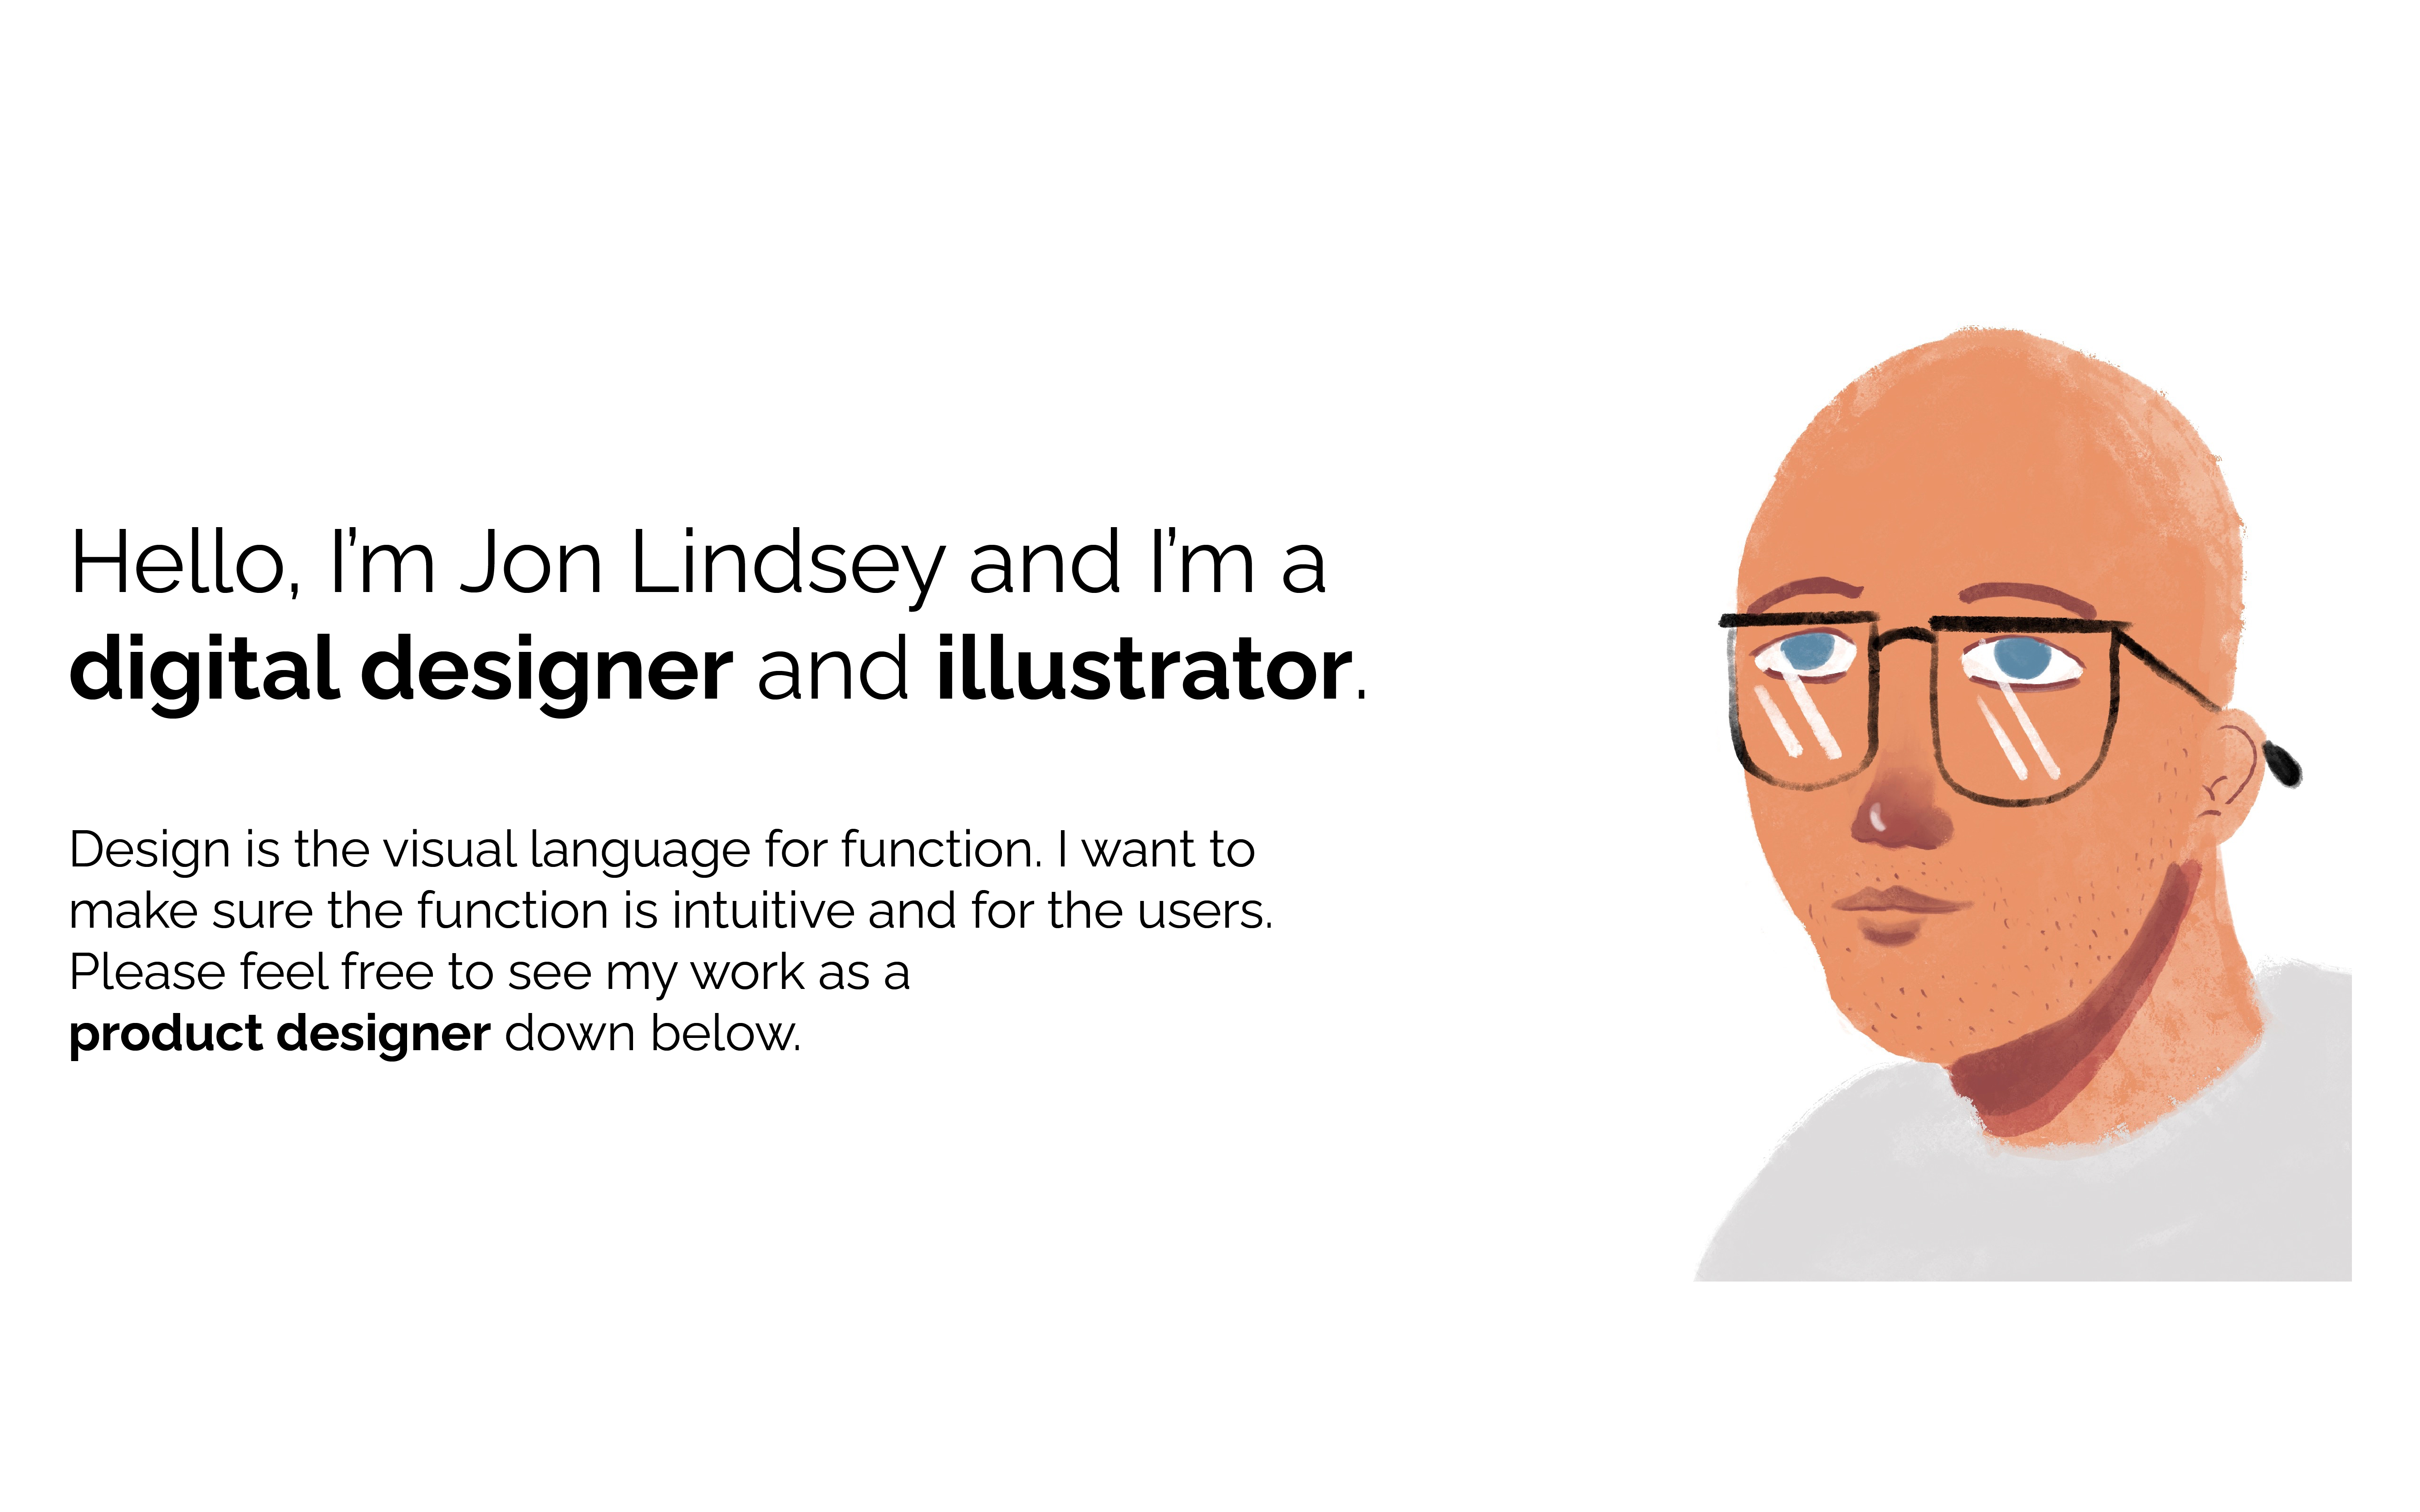 Hello, I’m Jon Lindsey and I’m a
digital designer and illustrator.
Design is the visual language for function. I want to
make sure the function is intuitive and for the users.
Please feel free to see my work as a
product designer down below.